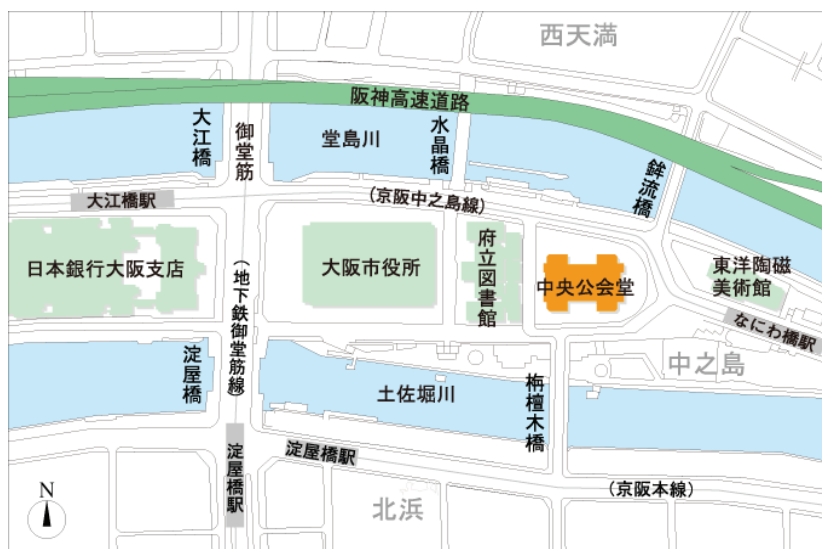 西天満
阪神高速道路
大江橋
御堂筋
堂島川
水晶橋
鉾流橋
大江橋駅
(京阪中之島線)
日本銀行大阪支店
(地下鉄御堂筋線)
大阪市役所
府立図書館
中央公会堂
東洋陶磁
美術館
なにわ橋駅
中之島
淀屋橋
土佐堀川
栴檀木橋
淀屋橋駅
淀屋橋駅
(京阪本線)
北浜
N